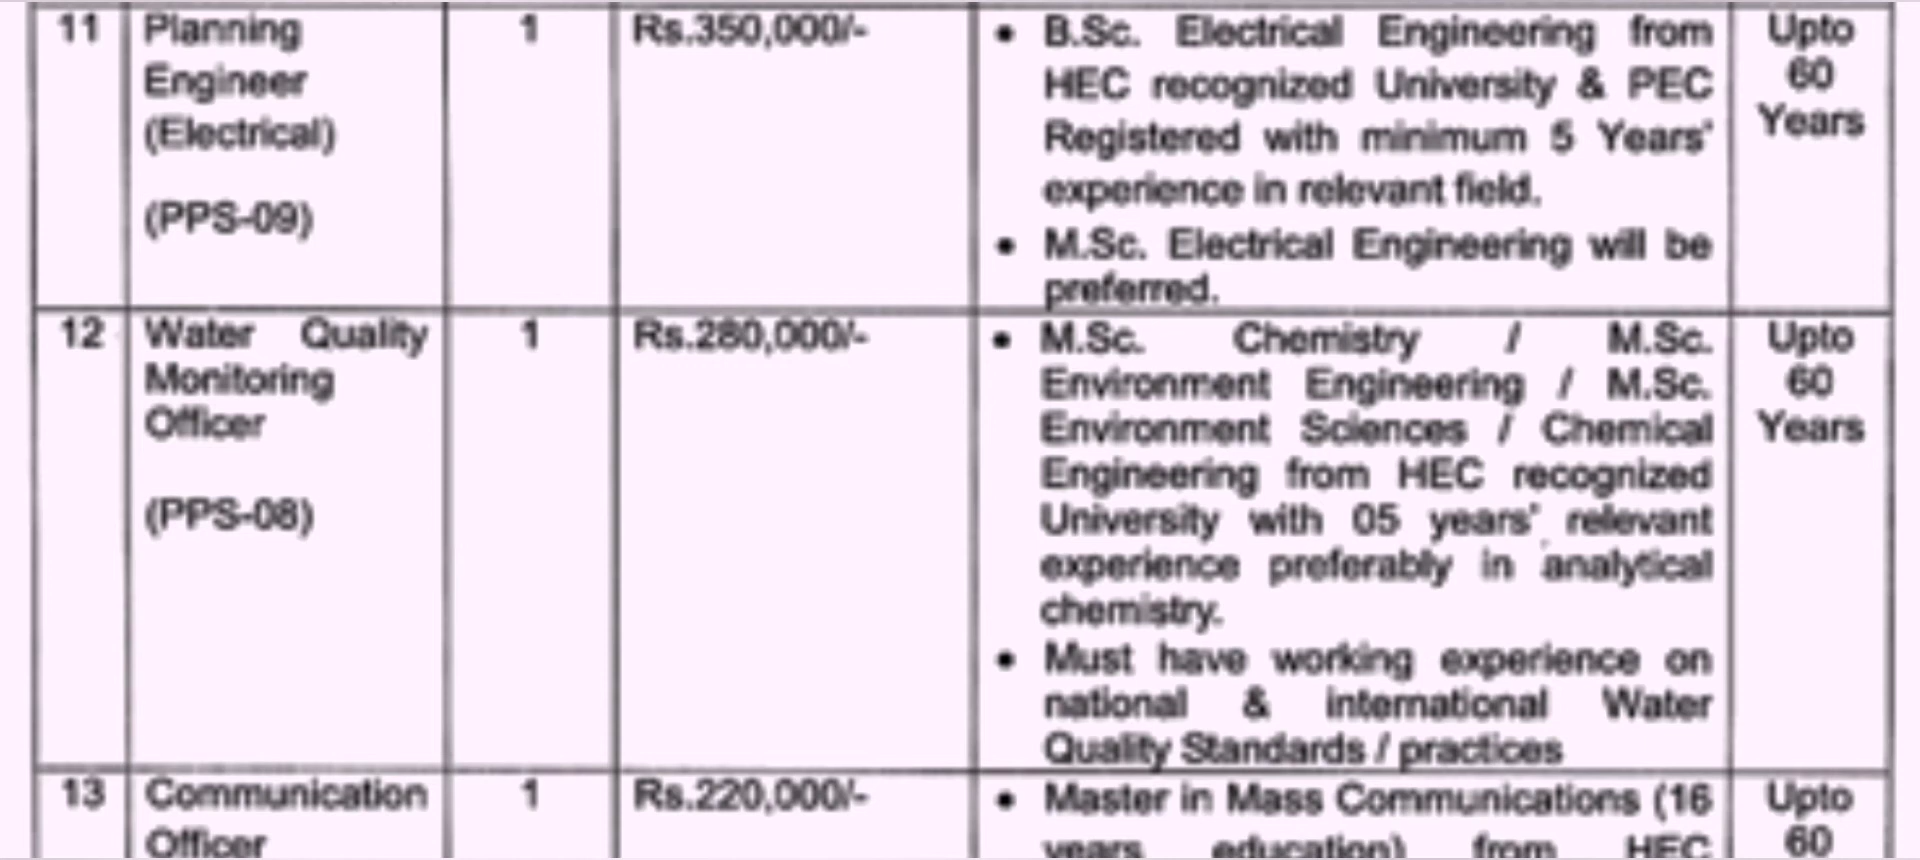 11 Planning 1 Rs.350,000/- • B.Sc. Electrical Engineering from Upto
Engineer HEC recognized University & PEC 60
(Electrical) Registered with minimum 5 Years' Years
(PPS-09) experience in relevant field.
• M.Sc. Electrical Engineering will be
preferred.
12 Water Quality 1 Rs.280,000/- • M.Sc. Chemistry / M.Sc. Upto
Monitoring Environment Engineering / M.Sc. 60
Officer Environment Sciences / Chemical Years
Engineering from HEC recognized
(PPS-08) University with 05 years' relevant
experience preferably in analytical
chemistry.
• Must have working experience on
national & international Water
Quality Standards / practices
13 Communication 1 Rs.220,000/- • Master in Mass Communications (16 Upto
Officer years education) from HEC 60